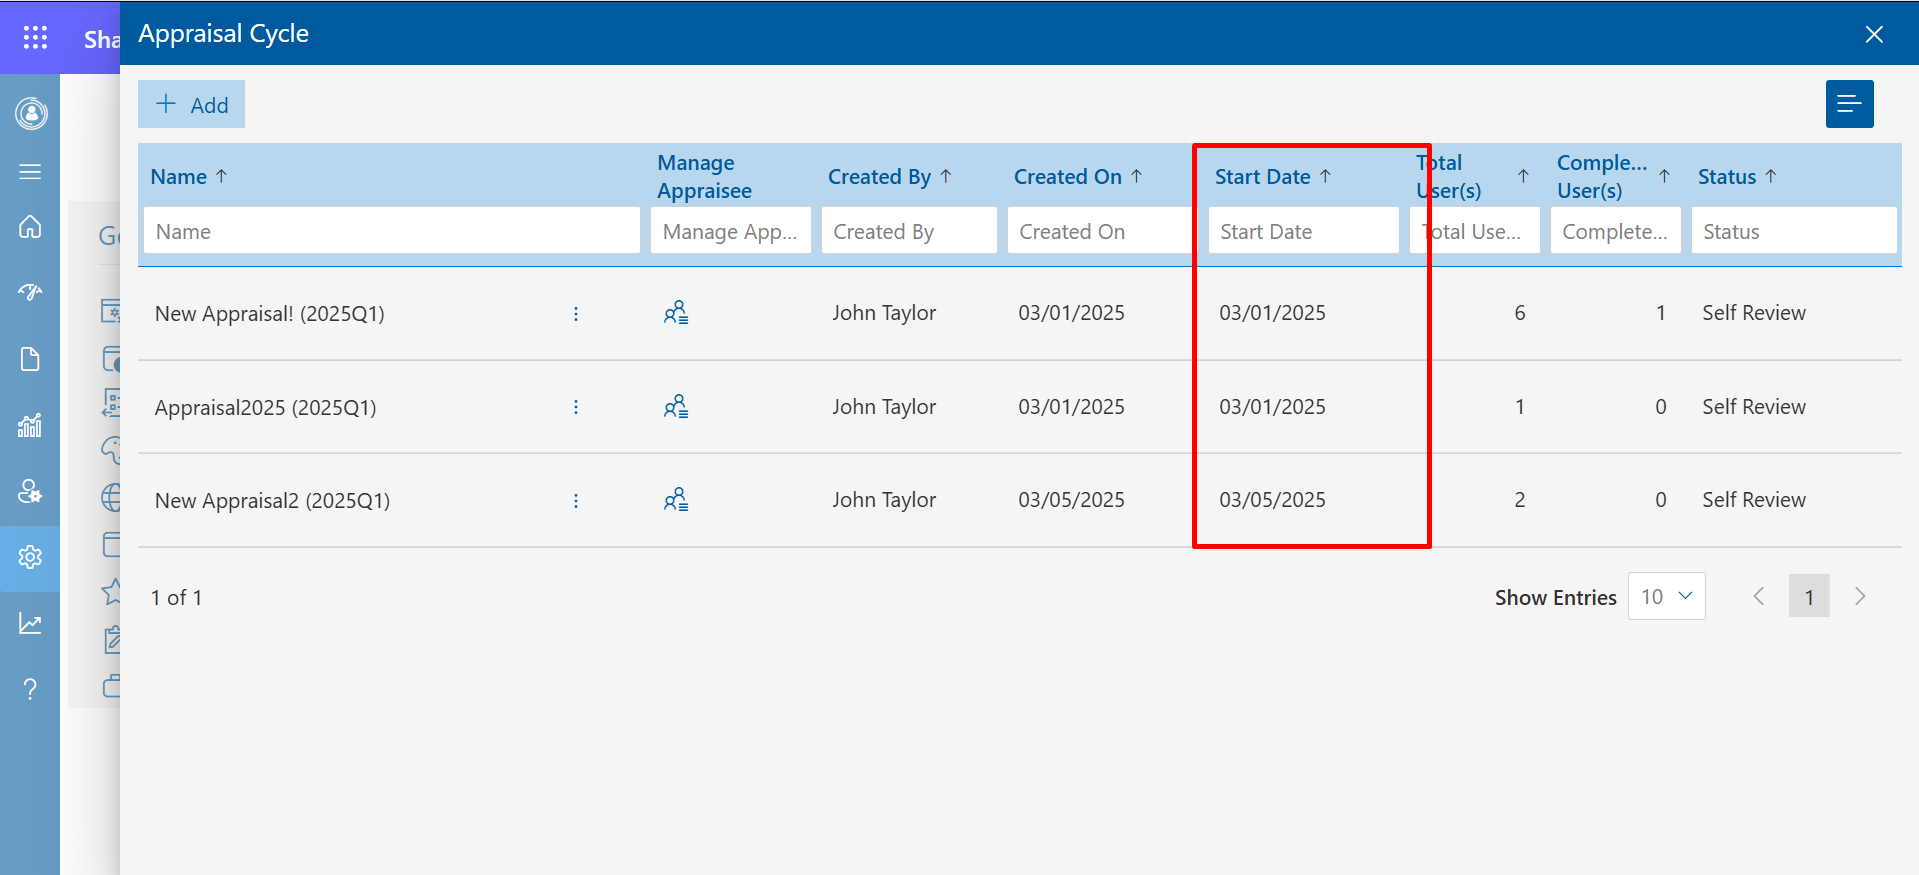 Sha
Appraisal Cycle
Add
Name
Manage
Appraisee
Created By
Created On
Start Date
Total
User(s)
Comple...
User(s)
Status
Name
Manage App...
Created By
Created On
Start Date
Total Use...
Complete...
Status
New Appraisal! (2025Q1) John Taylor 03/01/2025 03/01/2025 6 1 Self Review
Appraisal2025 (2025Q1) John Taylor 03/01/2025 03/01/2025 1 0 Self Review
New Appraisal2 (2025Q1) John Taylor 03/05/2025 03/05/2025 2 0 Self Review
1 of 1
Show Entries 10 1